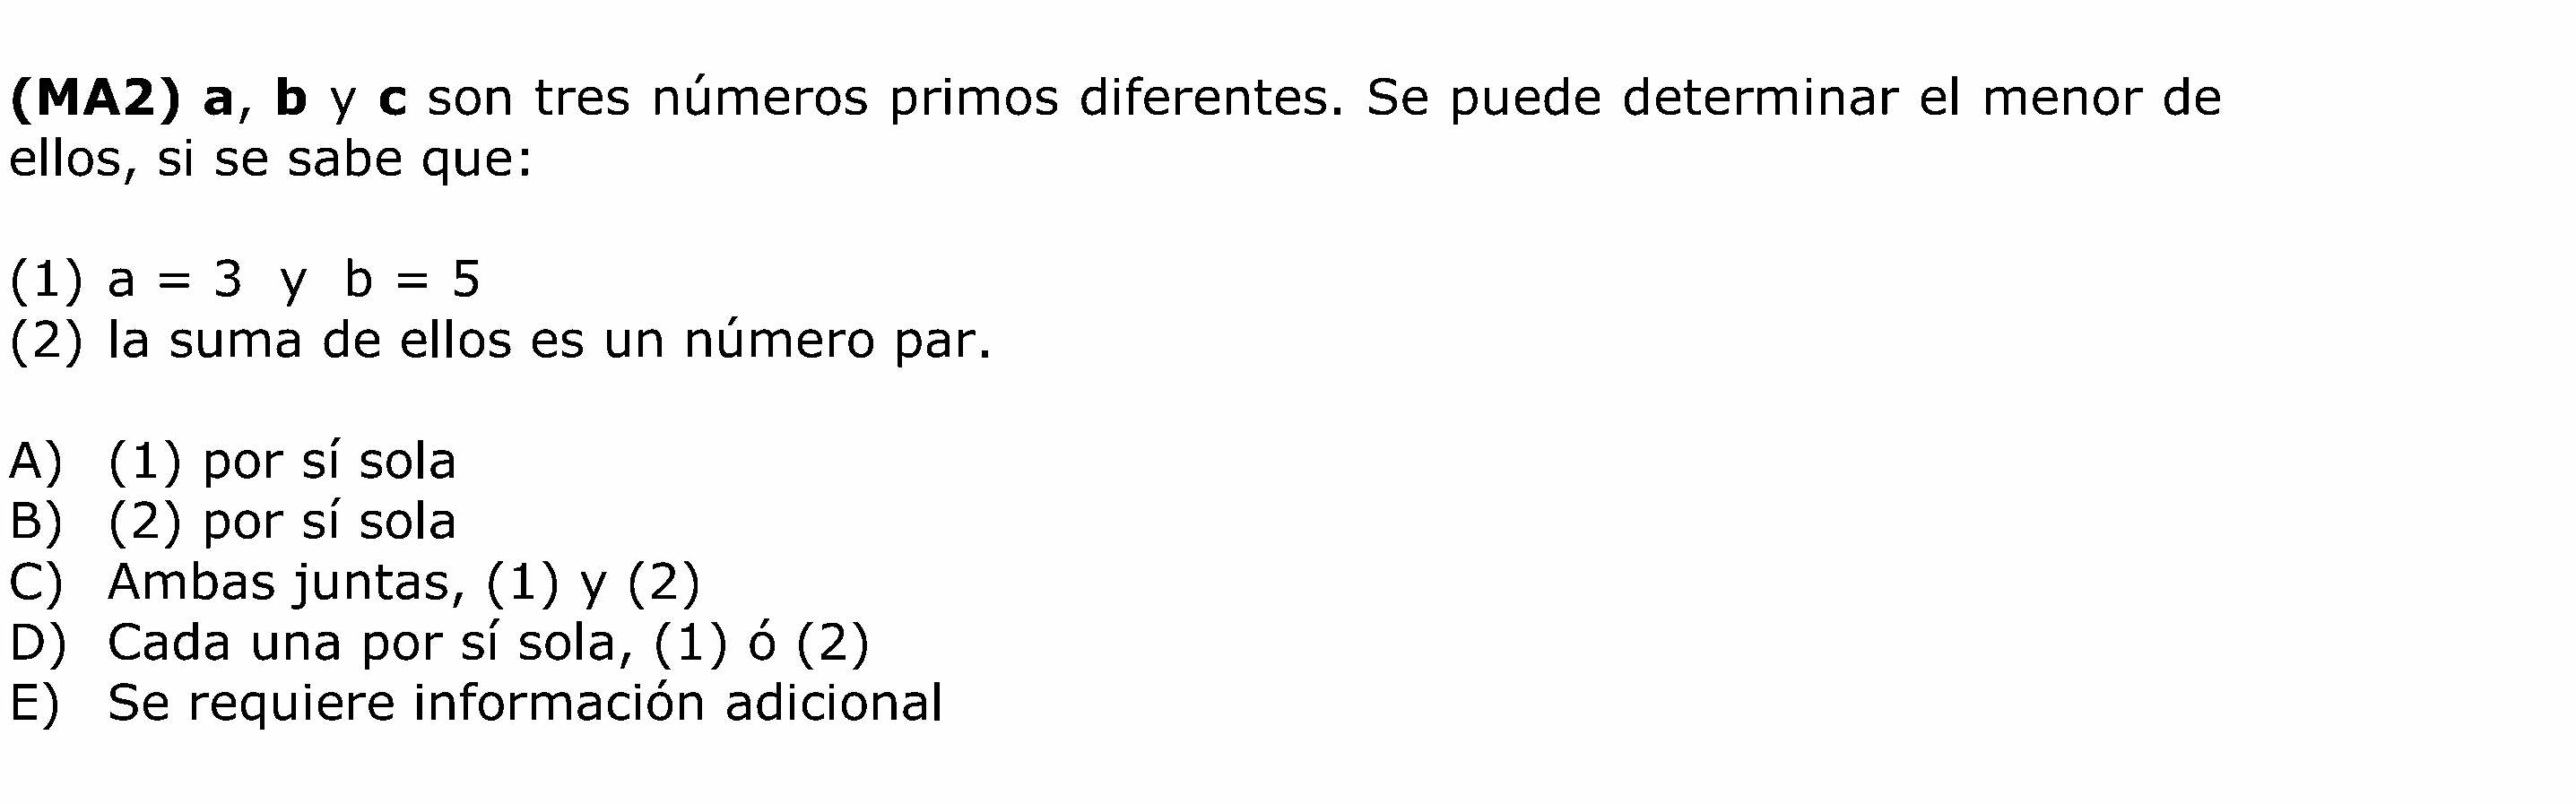 (MA2) a, b y c son tres números primos diferentes. Se puede determinar el menor de
ellos, si se sabe que:
(1) a = 3 y b = 5
(2) la suma de ellos es un número par.
A) (1) por sí sola
B) (2) por sí sola
C) Ambas juntas, (1) y (2)
D) Cada una por sí sola, (1) ó (2)
E) Se requiere información adicional